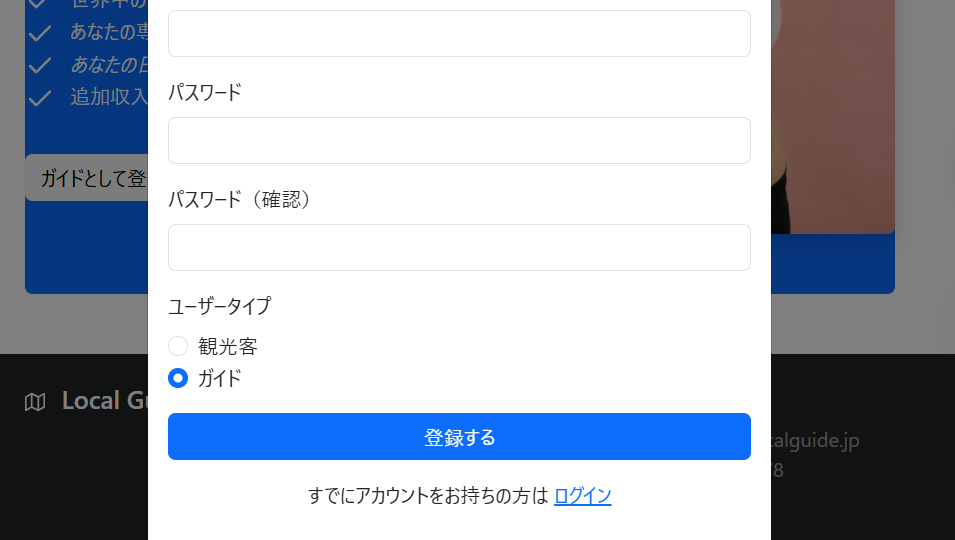 世界中の
あなたの専
あなたの日
追加収入
ガイドとして登
パスワード
パスワード（確認）
ユーザータイプ
観光客
ガイド
登録する
すでにアカウントをお持ちの方は ログイン
Local Gu
calguide.jp
78